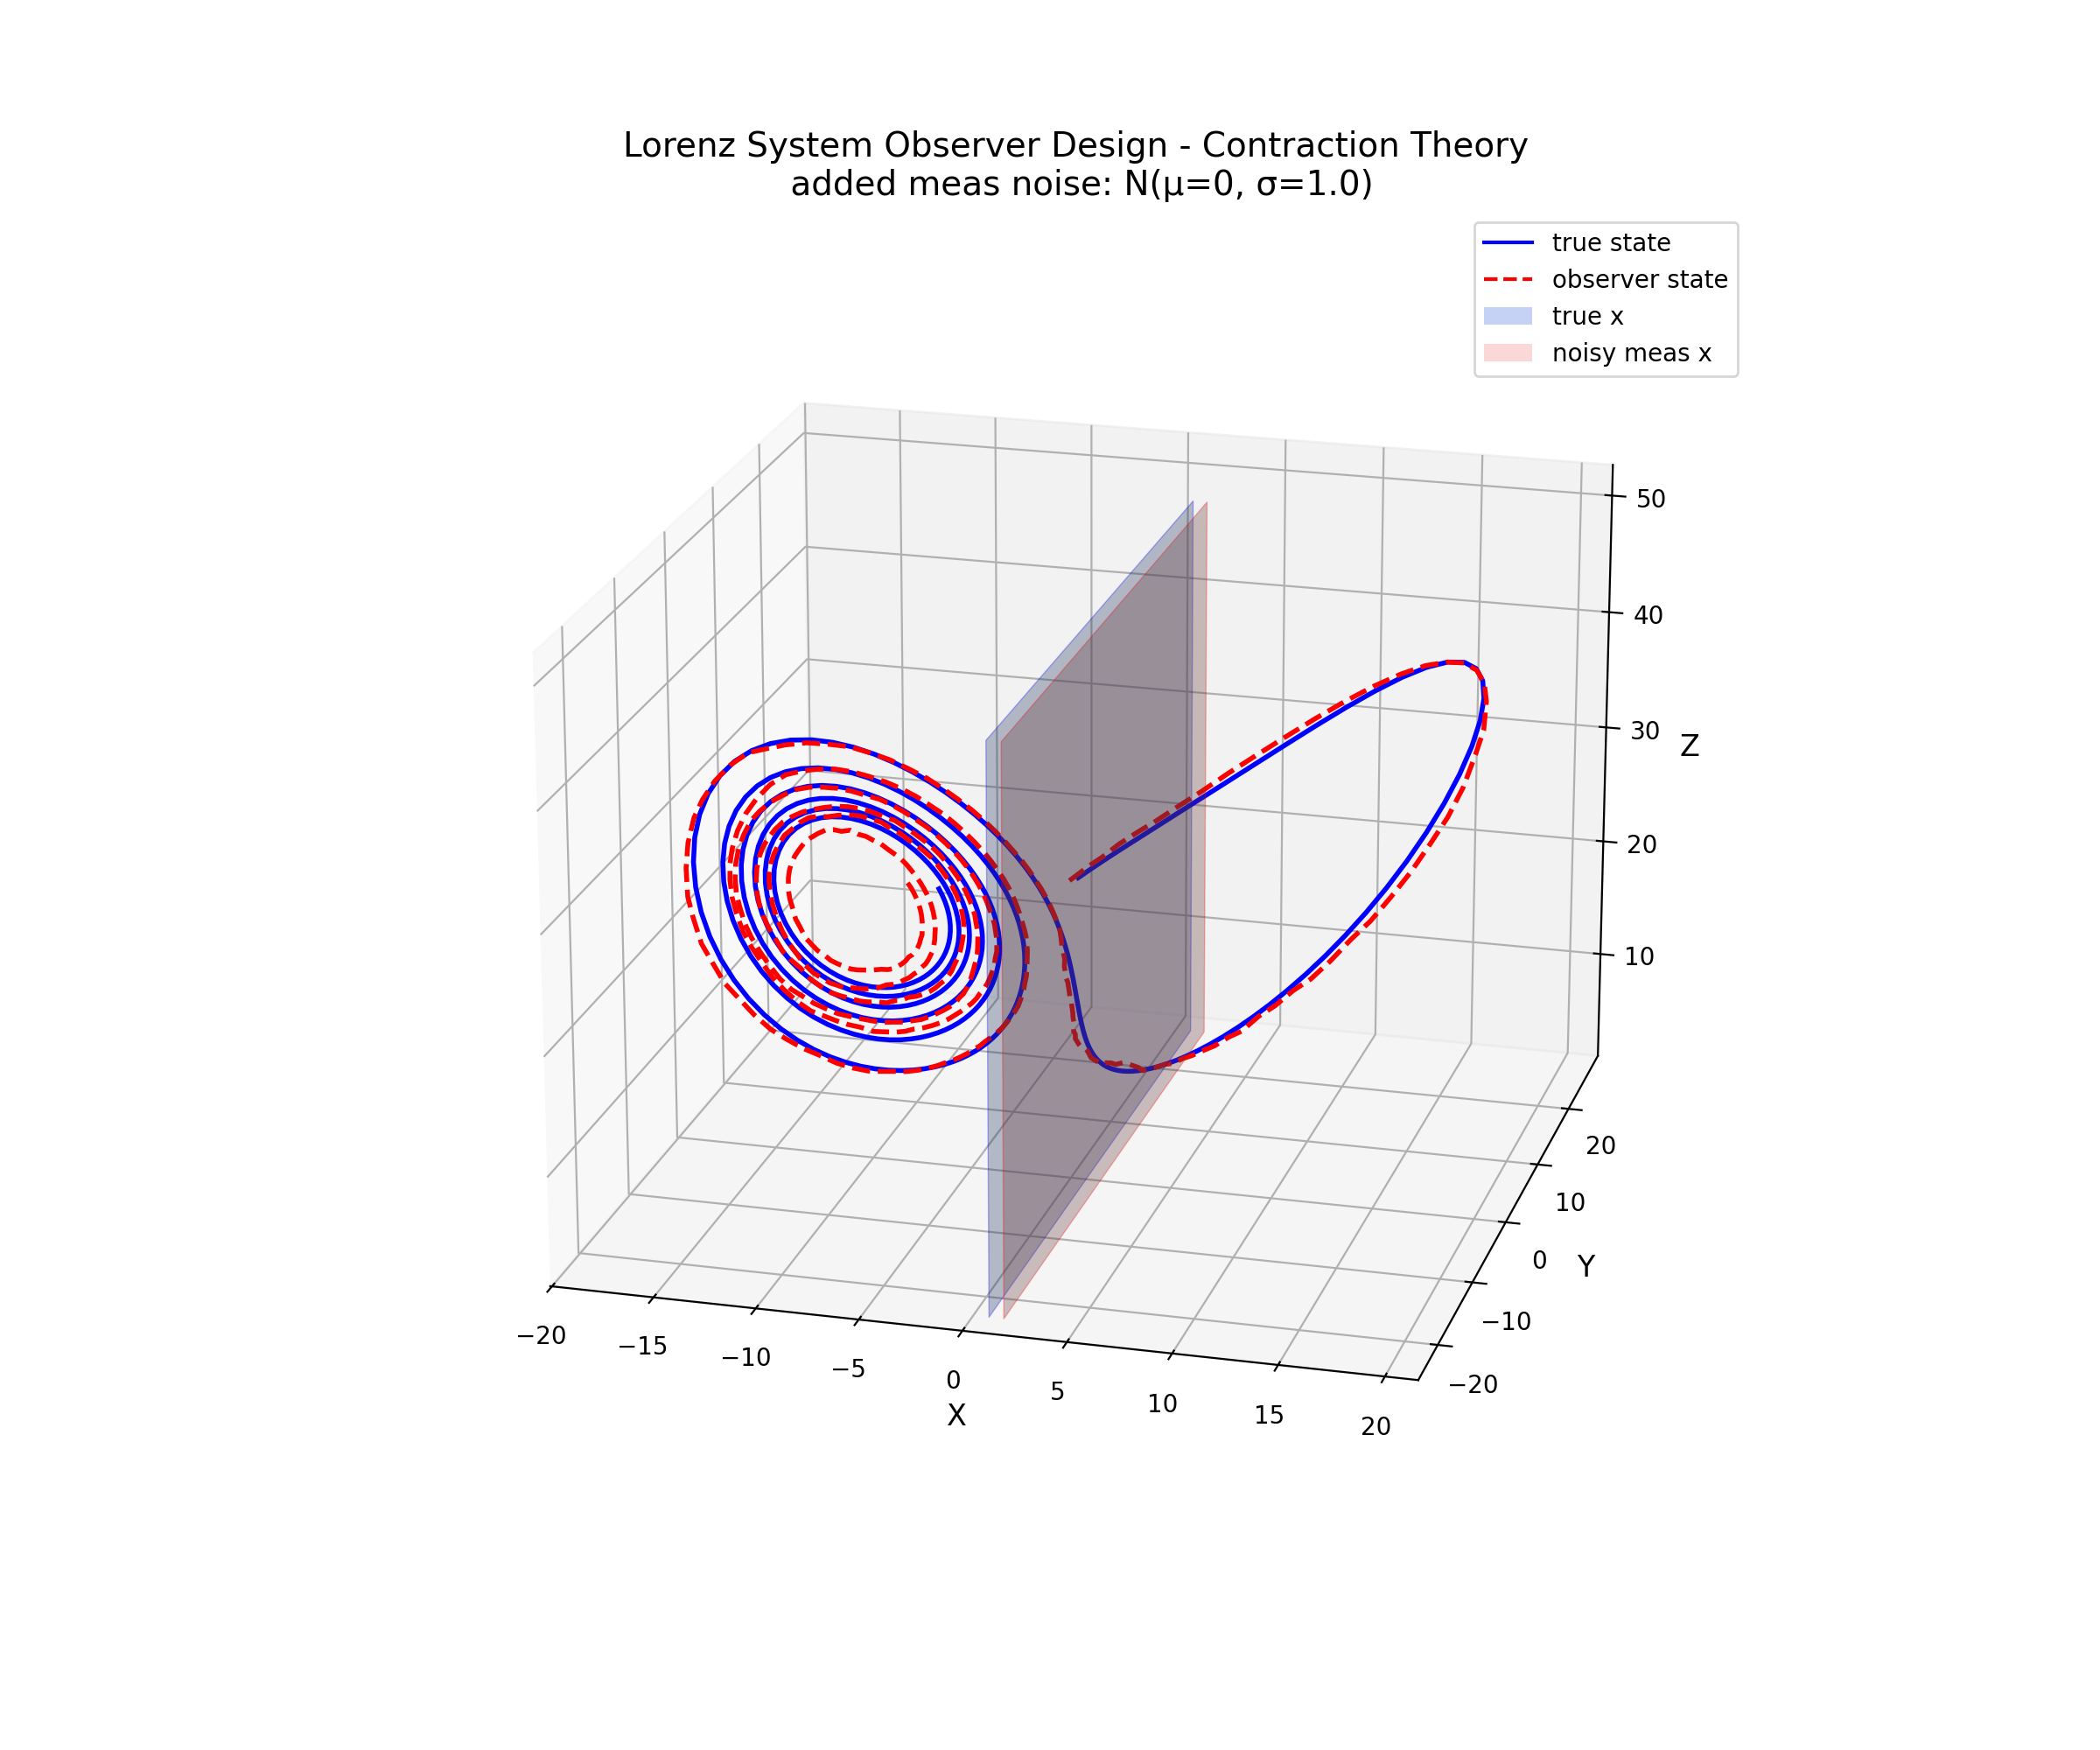 Lorenz System Observer Design - Contraction Theory
added meas noise: N(μ=0, σ=1.0)
true state
observer state
true x
noisy meas x
50
40
30
Z
20
10
20
10
0
Y
−10
−20
−20
−15
−10
−5
0
5
10
15
20
X